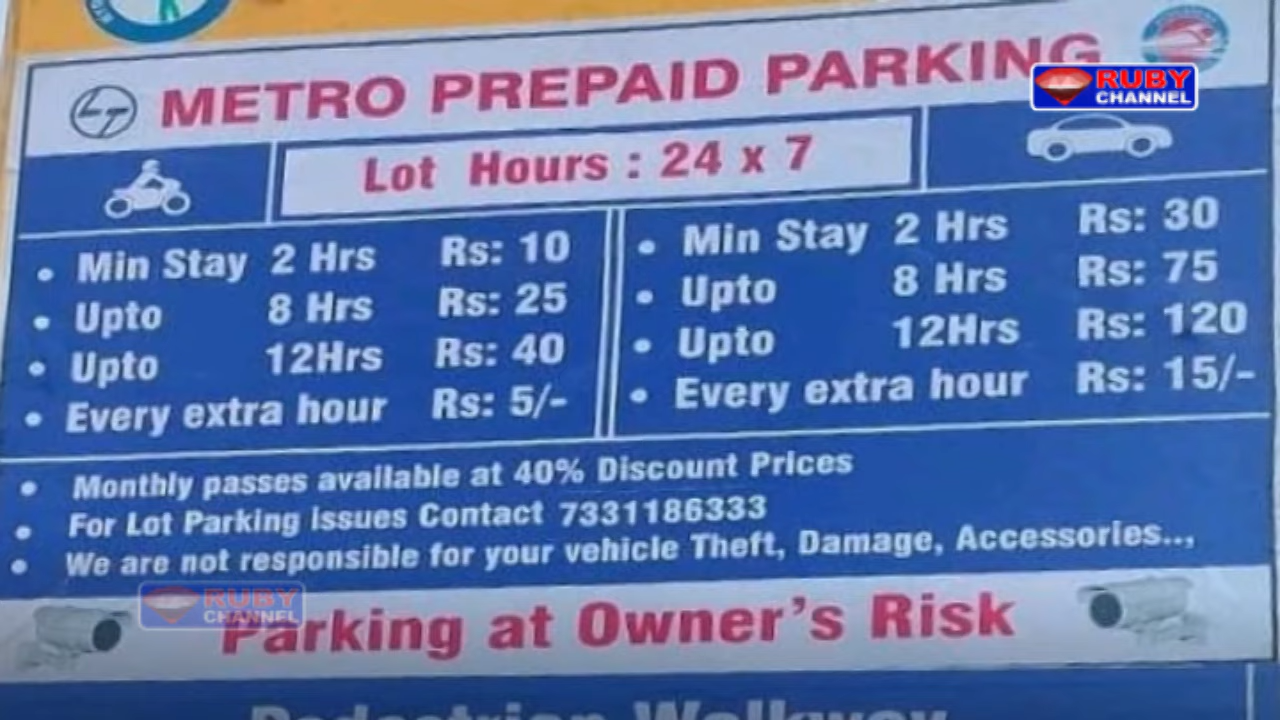 METRO PREPAID PARKING
RUBY
CHANNEL
LT
Lot Hours : 24 x 7
• Min Stay 2 Hrs Rs: 10
• Upto 8 Hrs Rs: 25
• Upto 12Hrs Rs: 40
• Every extra hour Rs: 5/-
• Min Stay 2 Hrs Rs: 30
• Upto 8 Hrs Rs: 75
• Upto 12Hrs Rs: 120
• Every extra hour Rs: 15/-
• Monthly passes available at 40% Discount Prices
• For Lot Parking issues Contact 7331186333
• We are not responsible for your vehicle Theft, Damage, Accessories..,
RUBY
CHANNEL
Parking at Owner's Risk
Pedestrian Walkway